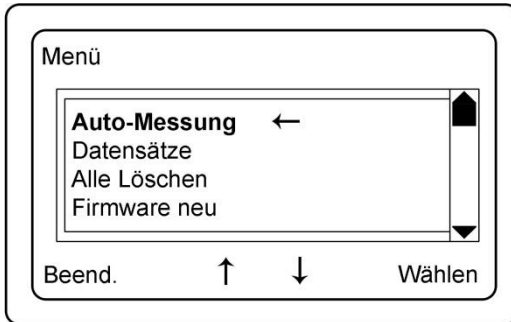 Menü
Auto-Messung ←
Datensätze
Alle Löschen
Firmware neu
Beend. ↑ ↓ Wählen